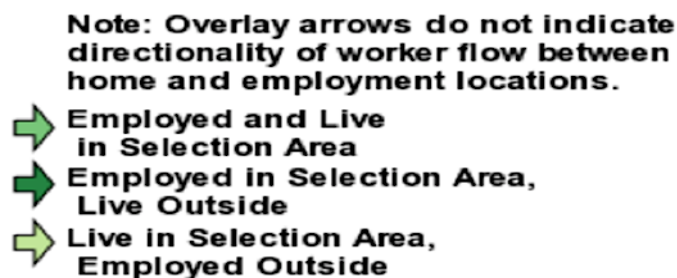 Note: Overlay arrows do not indicate
directionality of worker flow between
home and employment locations.
Employed and Live
in Selection Area
Employed in Selection Area,
Live Outside
Live in Selection Area,
Employed Outside